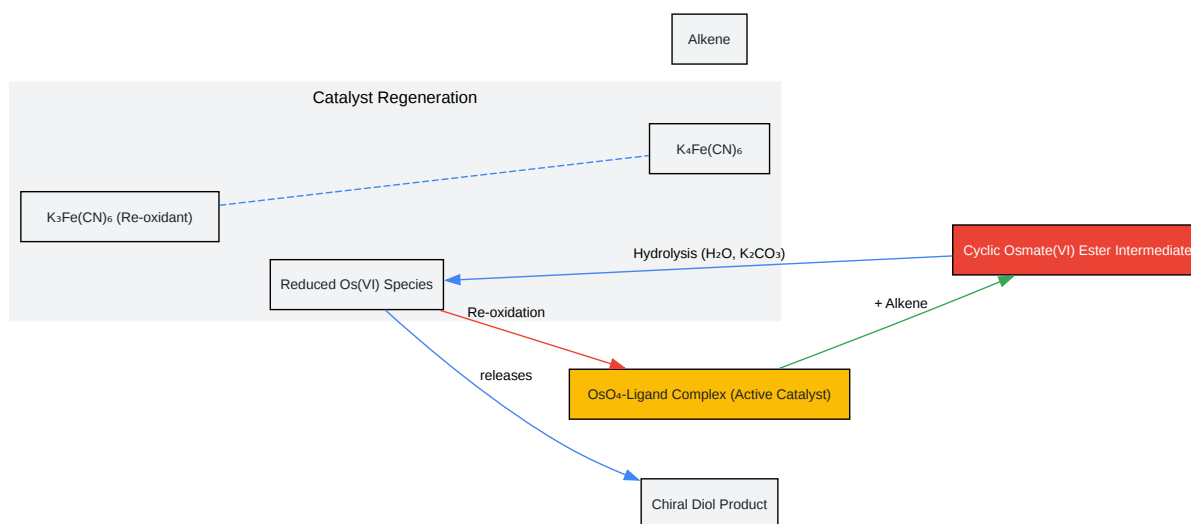 Alkene
Catalyst Regeneration
K₄Fe(CN)₆
K₃Fe(CN)₆ (Re-oxidant)
Hydrolysis (H₂O, K₂CO₃)
Cyclic Osmate(VI) Ester Intermediate
Reduced Os(VI) Species
+ Alkene
Re-oxidation
releases
OsO₄-Ligand Complex (Active Catalyst)
Chiral Diol Product